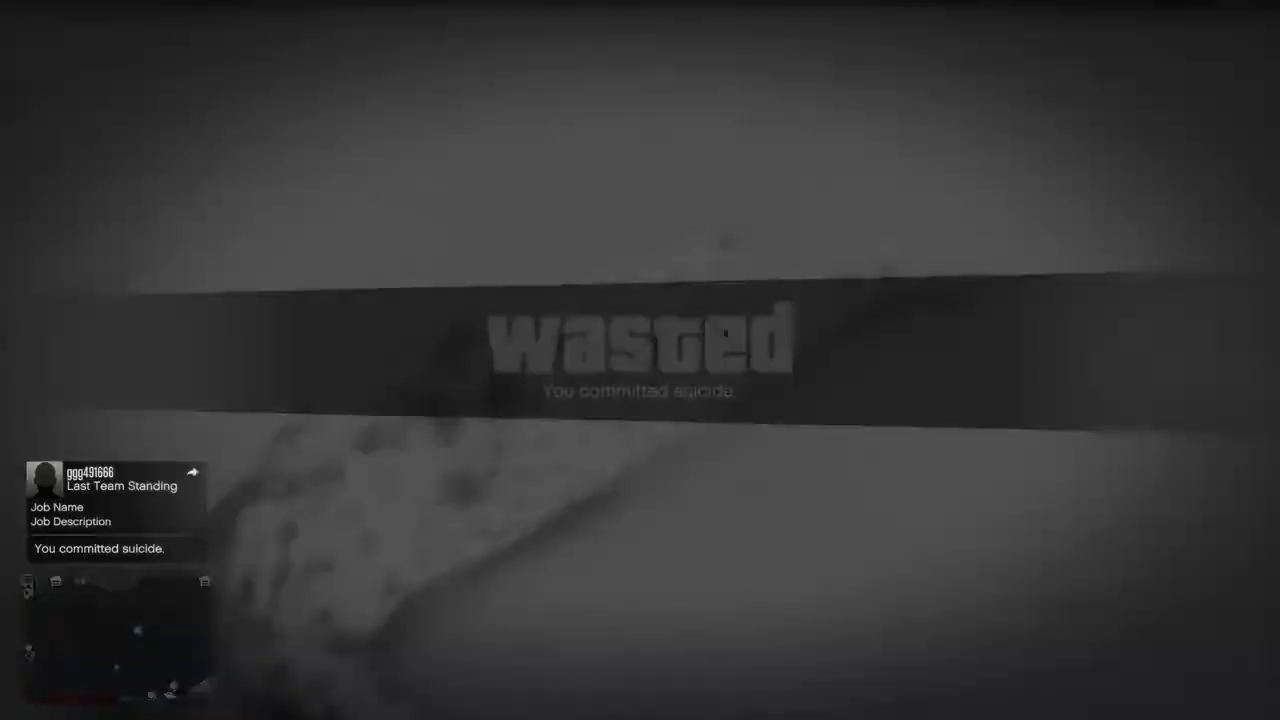 wasted
You committed suicide.
ggg491666
Last Team Standing
Job Name
Job Description
You committed suicide.